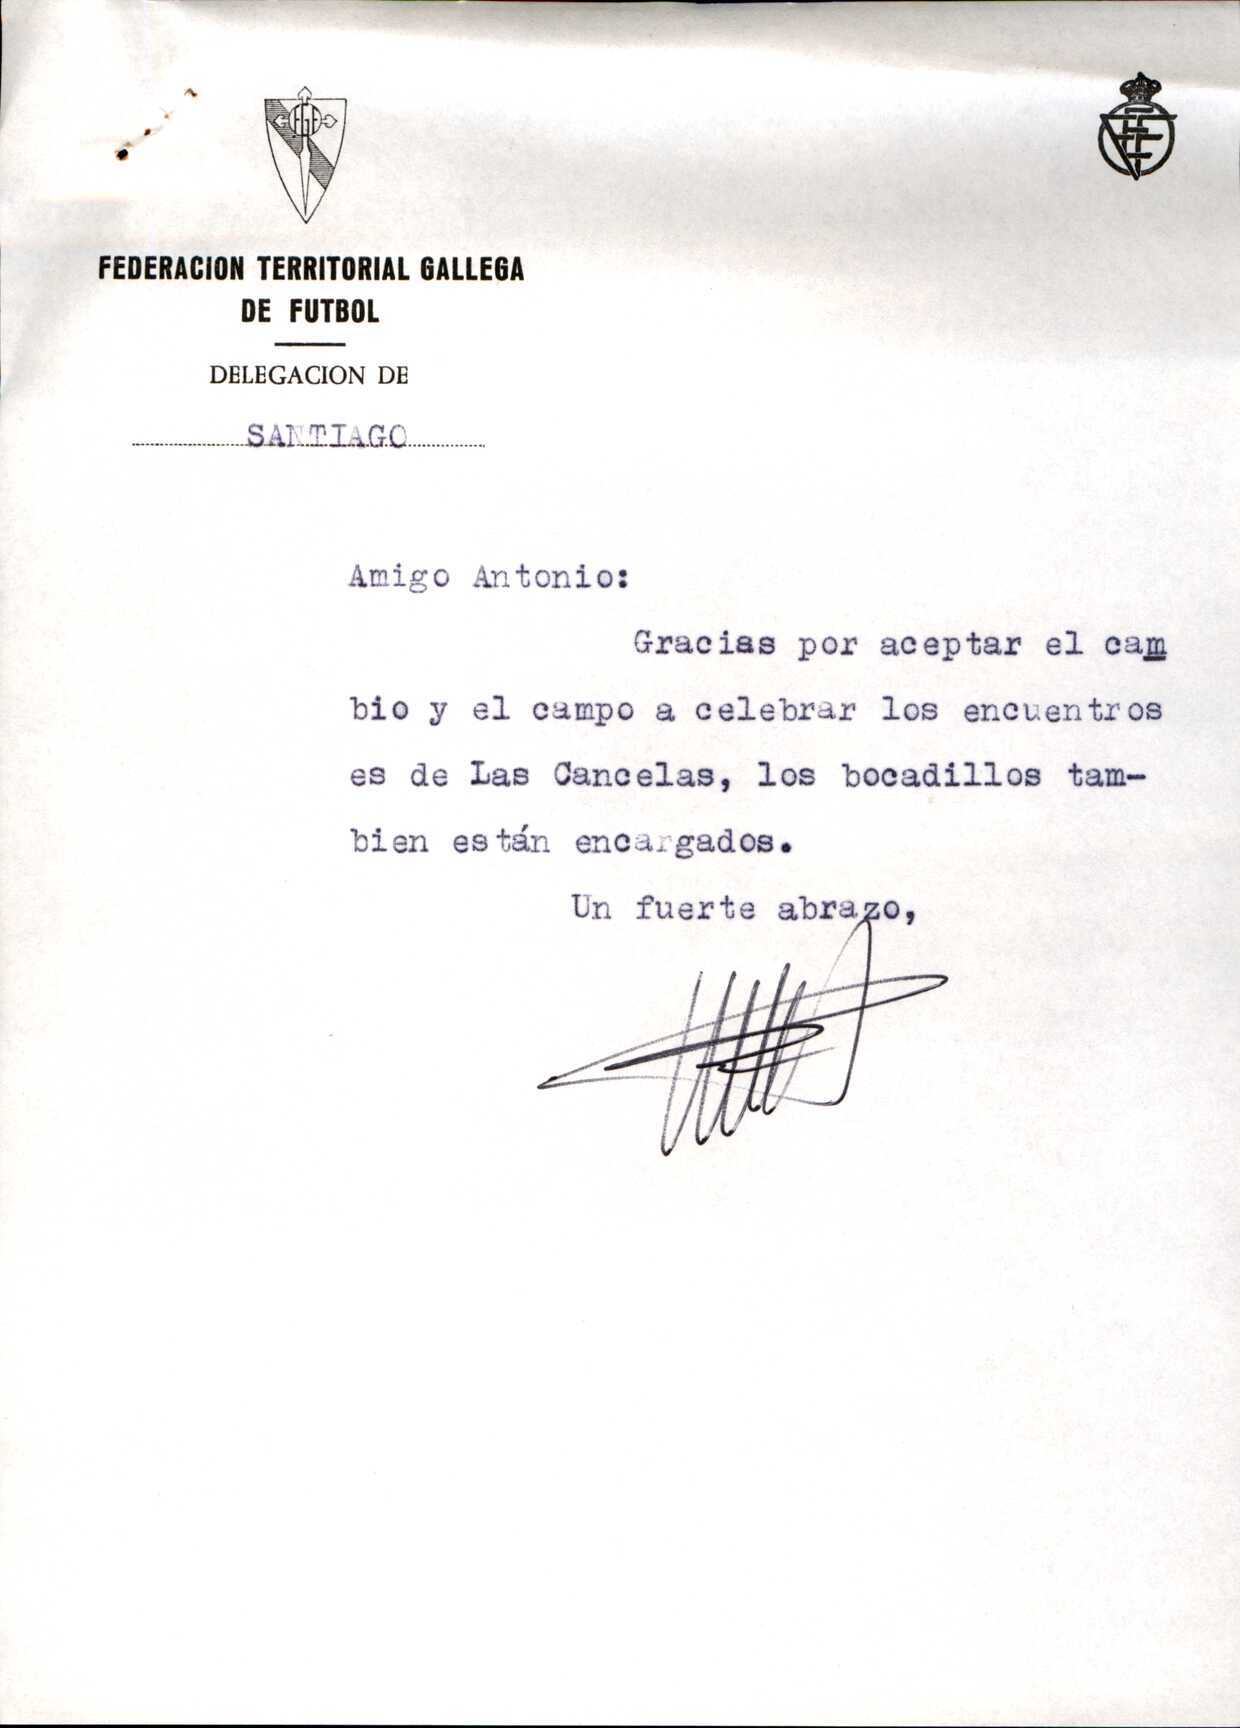 FEDERACION TERRITORIAL GALLEGA
DE FUTBOL
DELEGACION DE
SANTIAGO
Amigo Antonio:
Gracias por aceptar el cam
bio y el campo a celebrar los encuentros
es de Las Cancelas, los bocadillos tam-
bien están encargados.
Un fuerte abrazo,